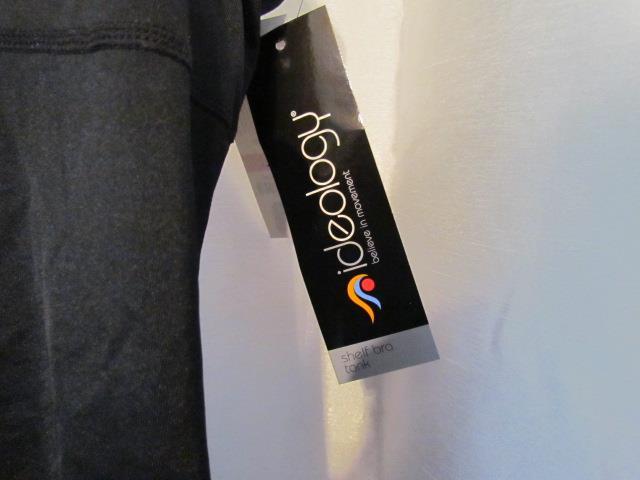 ideology®
believe in movement
shelf bra
tank